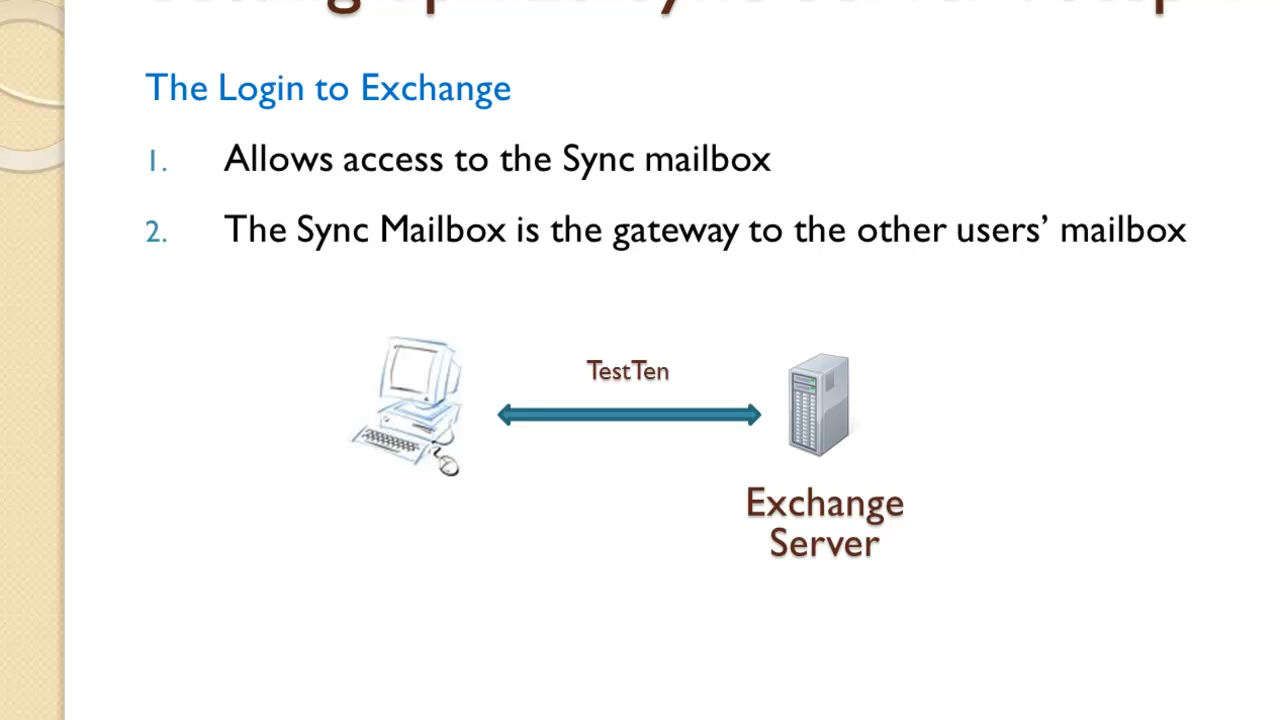 The Login to Exchange
1. Allows access to the Sync mailbox
2. The Sync Mailbox is the gateway to the other users’ mailbox
TestTen
Exchange
Server